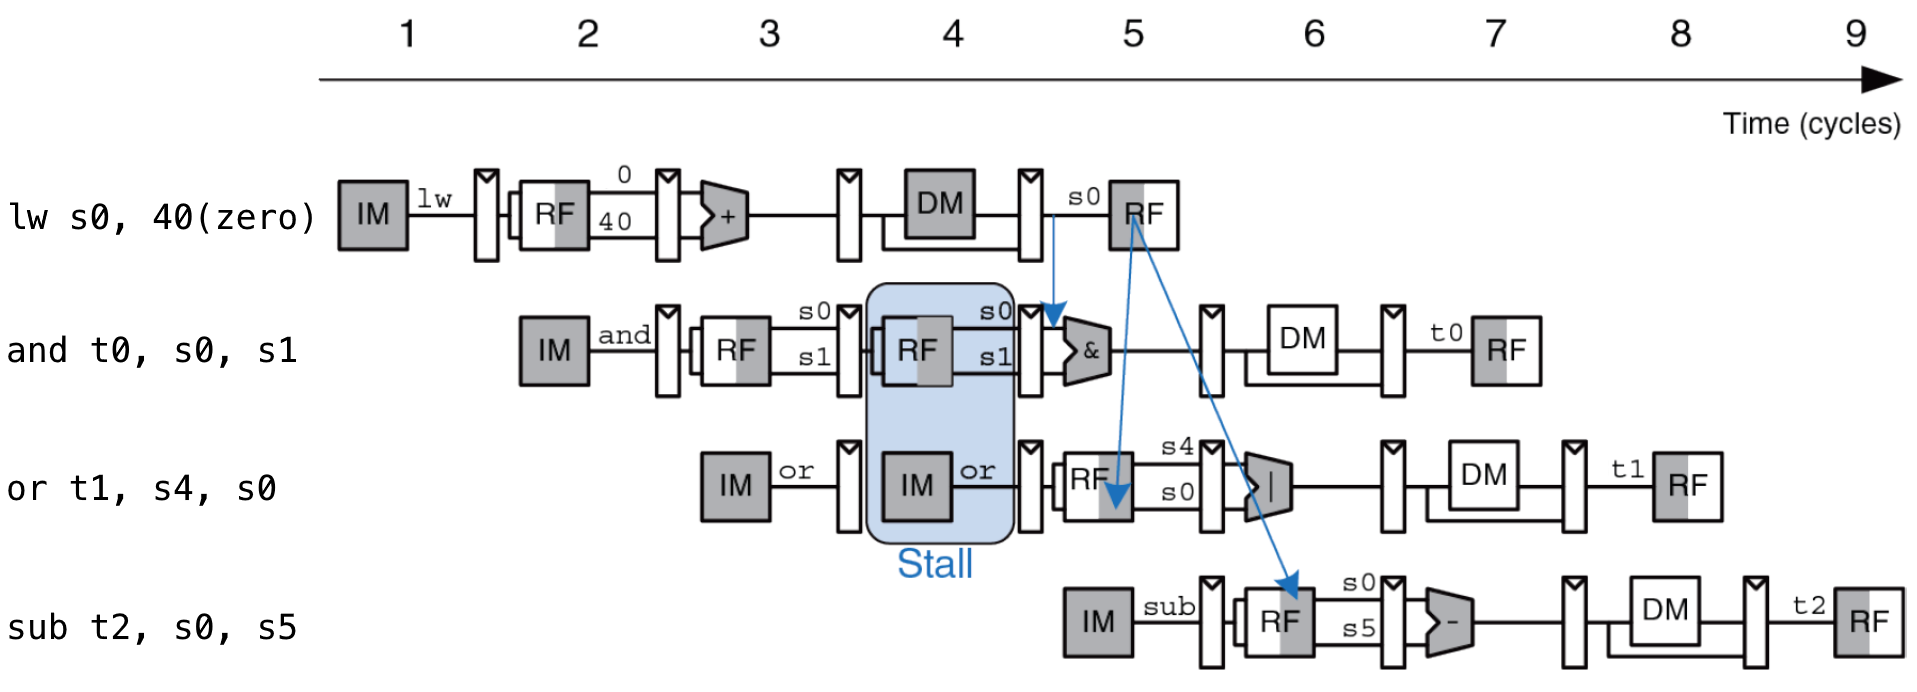 1 2 3 4 5 6 7 8 9
Time (cycles)
lw s0, 40(zero) IM lw RF 0 40 + DM s0 RF
and t0, s0, s1 IM and RF s0 s1 RF s0 s1 & DM t0 RF
or t1, s4, s0 IM or IM or RF s4 s0 | DM t1 RF
Stall
sub t2, s0, s5 IM sub RF s0 s5 - DM t2 RF